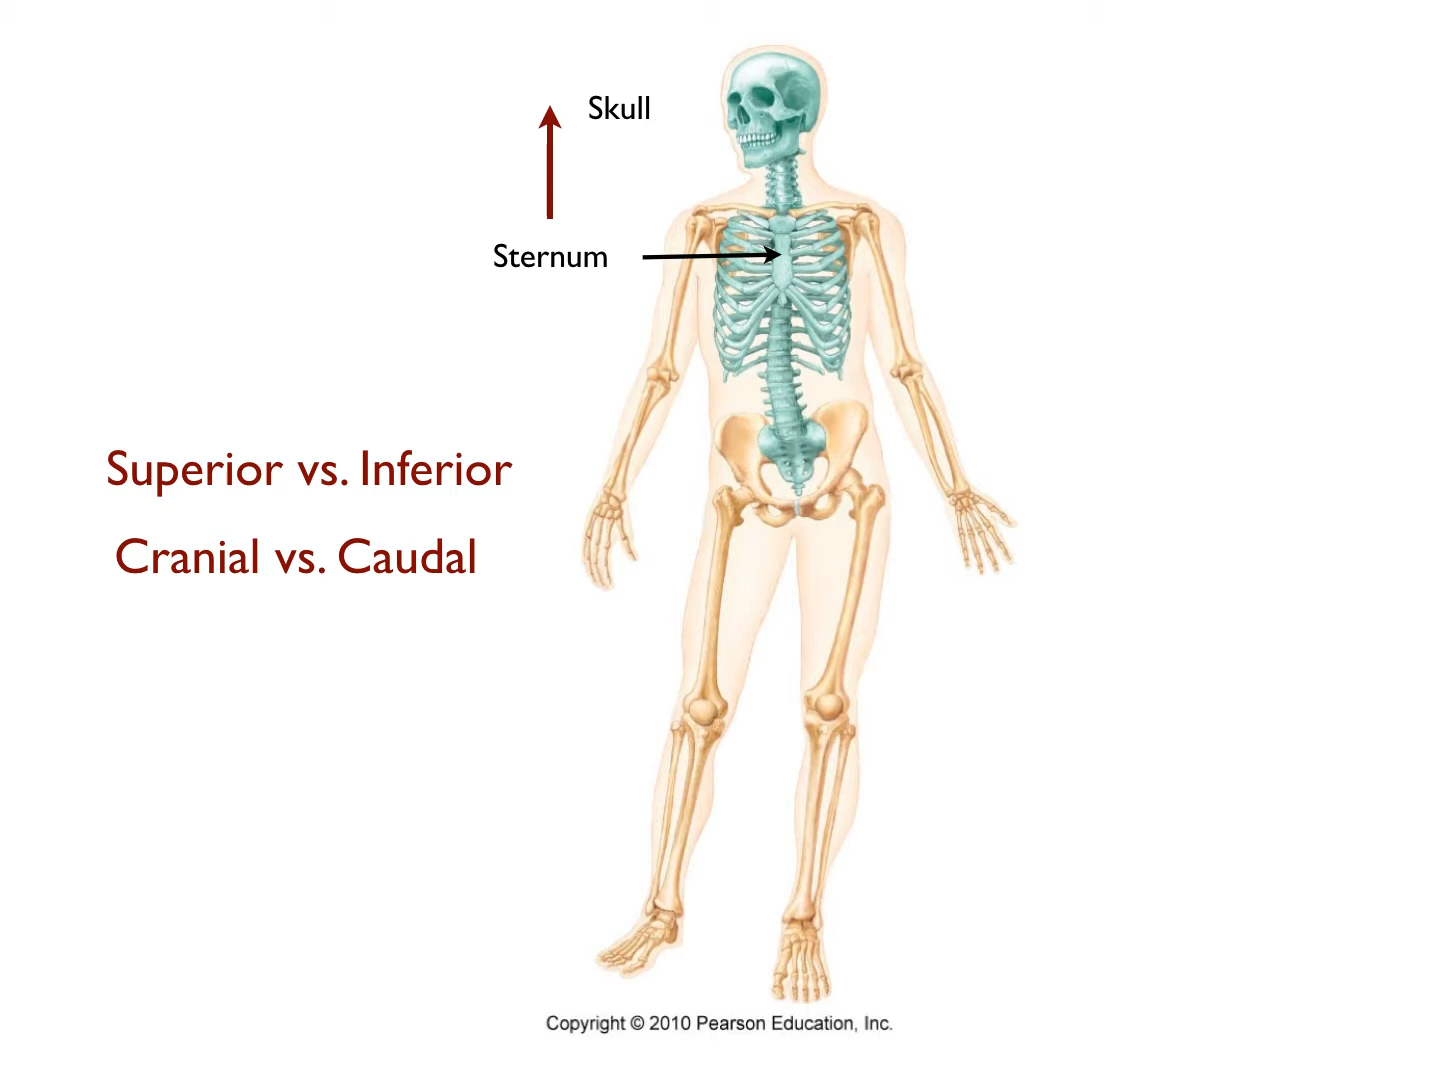 Skull
Sternum
Superior vs. Inferior
Cranial vs. Caudal
Copyright © 2010 Pearson Education, Inc.